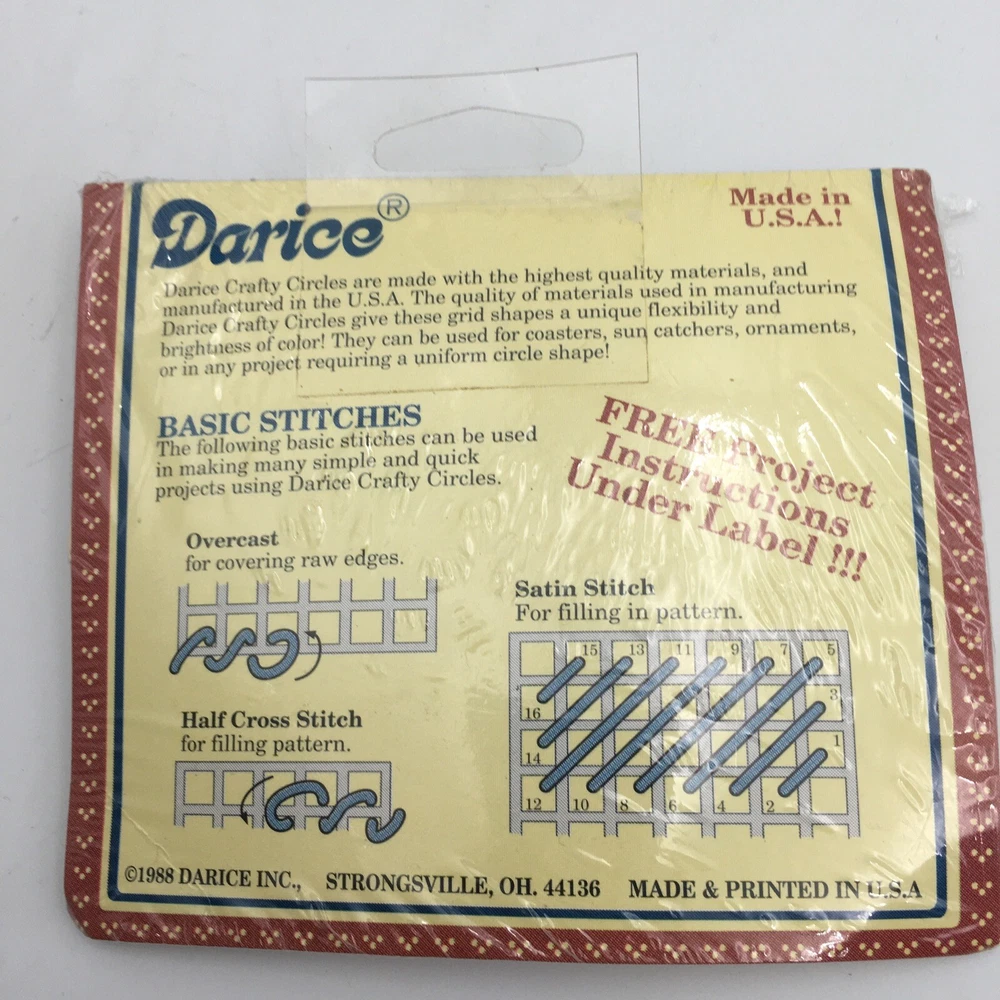 Darice®
Made in
U.S.A.!
Darice Crafty Circles are made with the highest quality materials, and
manufactured in the U.S.A. The quality of materials used in manufacturing
Darice Crafty Circles give these grid shapes a unique flexibility and
brightness of color! They can be used for coasters, sun catchers, ornaments,
or in any project requiring a uniform circle shape!
BASIC STITCHES
The following basic stitches can be used
in making many simple and quick
projects using Darice Crafty Circles.
FREE Project
Instructions
Under Label !!!
Overcast
for covering raw edges.
Half Cross Stitch
for filling pattern.
Satin Stitch
For filling in pattern.
15 13 11 9 7 5
16 3
14 1
12 10 8 6 4 2
©1988 DARICE INC., STRONGSVILLE, OH. 44136 MADE & PRINTED IN U.S.A